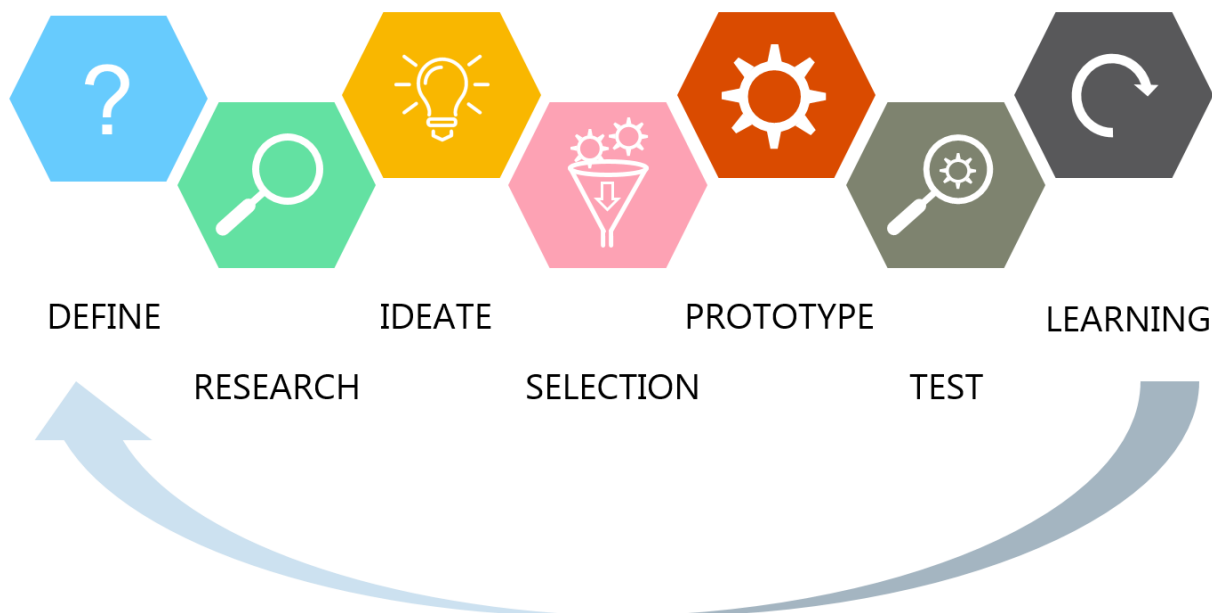 ?
DEFINE
RESEARCH
IDEATE
SELECTION
PROTOTYPE
TEST
LEARNING